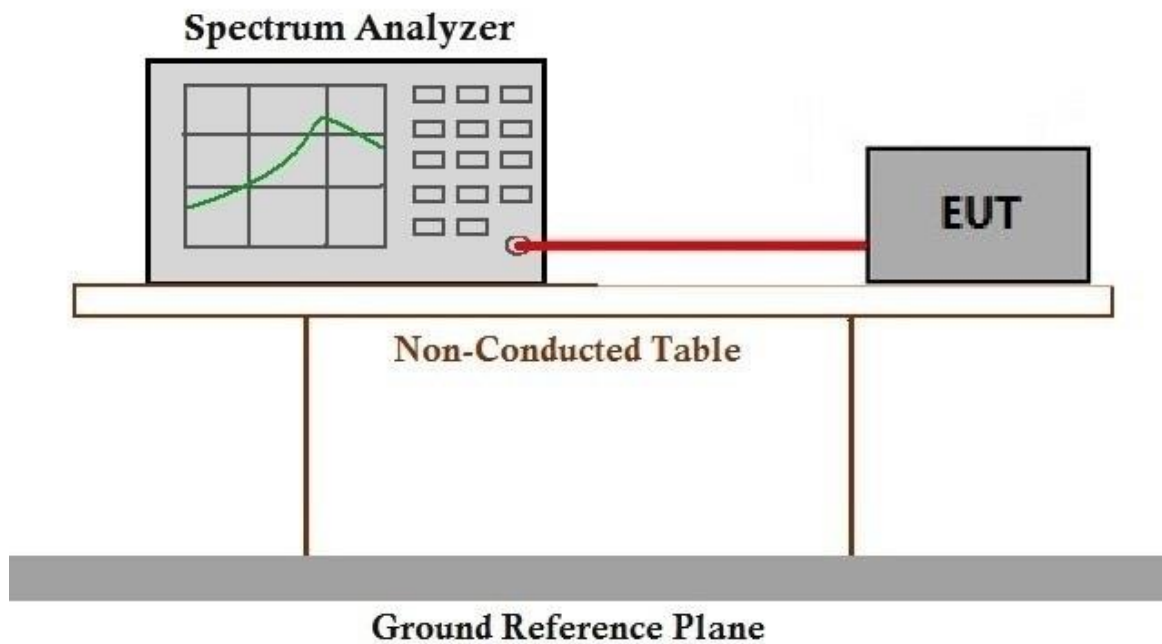 Spectrum Analyzer
EUT
Non-Conducted Table
Ground Reference Plane